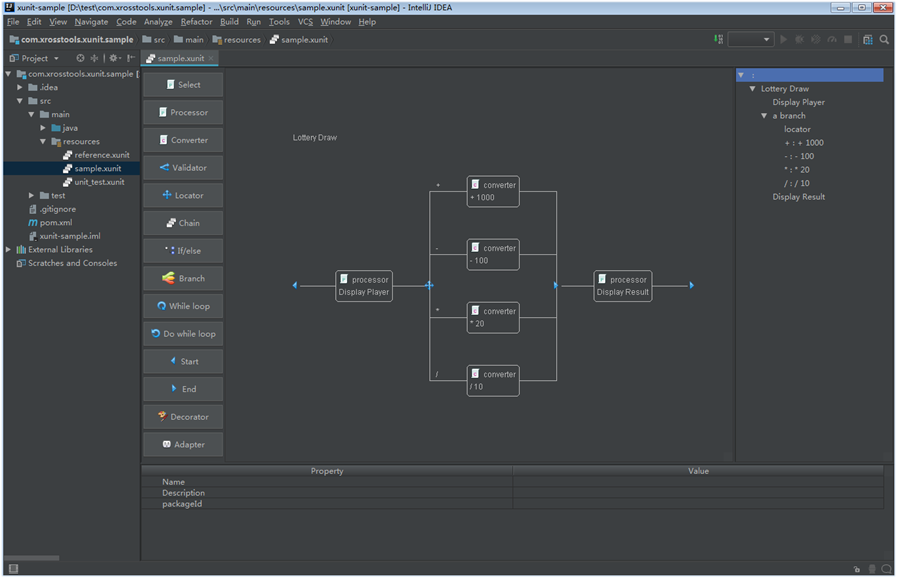 xunit-sample [D:\test\com.xrosstools.xunit.sample] - ...\src\main\resources\sample.xunit [xunit-sample] - IntelliJ IDEA
File Edit View Navigate Code Analyze Refactor Build Run Tools VCS Window Help
com.xrosstools.xunit.sample src main resources sample.xunit
Project
sample.xunit
com.xrosstools.xunit.sample [
.idea
src
main
java
resources
reference.xunit
sample.xunit
unit_test.xunit
test
.gitignore
pom.xml
xunit-sample.iml
External Libraries
Scratches and Consoles
Select
Processor
Converter
Validator
Locator
Chain
If/else
Branch
While loop
Do while loop
Start
End
Decorator
Adapter
Lottery Draw
+
converter
+ 1000
-
converter
- 100
processor
Display Player
processor
Display Result
*
converter
* 20
/
converter
/ 10
:
Lottery Draw
Display Player
a branch
locator
+ : + 1000
- : - 100
* : * 20
/ : / 10
Display Result
Property Value
Name
Description
packageId